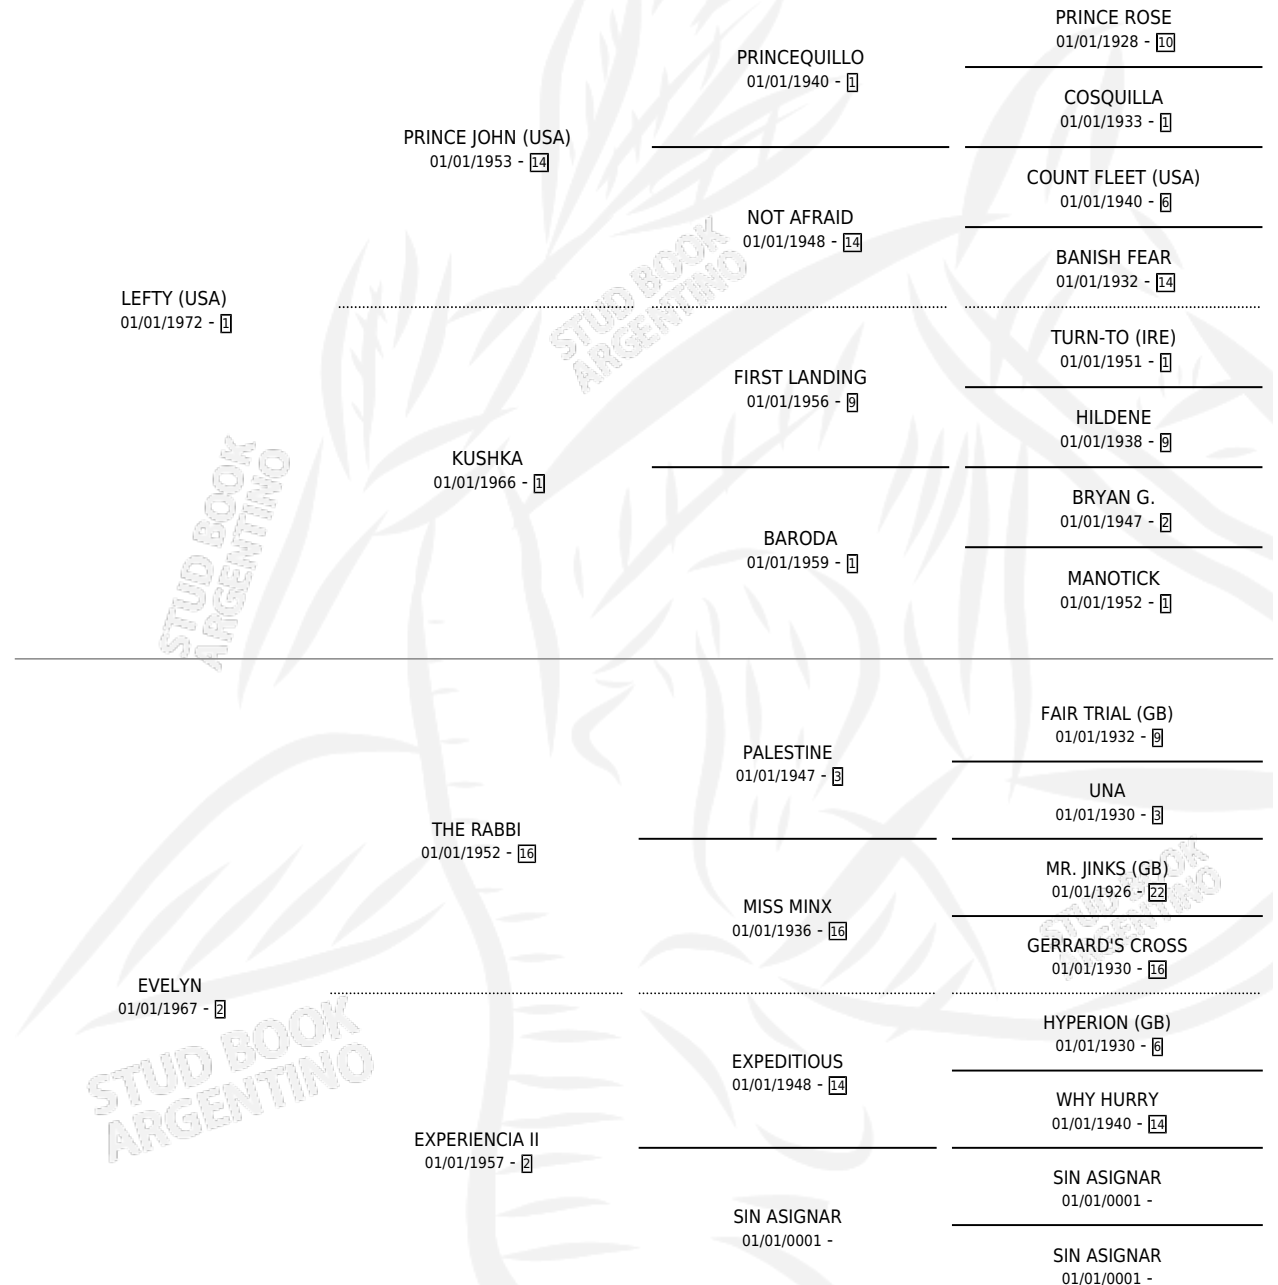 PRINCE ROSE
01/01/1928 - 10
PRINCEQUILLO
01/01/1940 - 1
COSQUILLA
01/01/1933 - 1
PRINCE JOHN (USA)
01/01/1953 - 14
COUNT FLEET (USA)
01/01/1940 - 6
NOT AFRAID
01/01/1948 - 14
BANISH FEAR
01/01/1932 - 14
LEFTY (USA)
01/01/1972 - 1
TURN-TO (IRE)
01/01/1951 - 1
FIRST LANDING
01/01/1956 - 9
HILDENE
01/01/1938 - 9
KUSHKA
01/01/1966 - 1
BRYAN G.
01/01/1947 - 2
BARODA
01/01/1959 - 1
MANOTICK
01/01/1952 - 1
FAIR TRIAL (GB)
01/01/1932 - 9
PALESTINE
01/01/1947 - 3
UNA
01/01/1930 - 3
THE RABBI
01/01/1952 - 16
MR. JINKS (GB)
01/01/1926 - 22
MISS MINX
01/01/1936 - 16
GERRARD'S CROSS
01/01/1930 - 16
EVELYN
01/01/1967 - 2
HYPERION (GB)
01/01/1930 - 6
EXPEDITIOUS
01/01/1948 - 14
WHY HURRY
01/01/1940 - 14
EXPERIENCIA II
01/01/1957 - 2
SIN ASIGNAR
01/01/0001 -
SIN ASIGNAR
01/01/0001 -
SIN ASIGNAR
01/01/0001 -
STUD BOOK
ARGENTINO
STUD BOOK
ARGENTINO
STUD BOOK
ARGENTINO
STUD BOOK
ARGENTINO